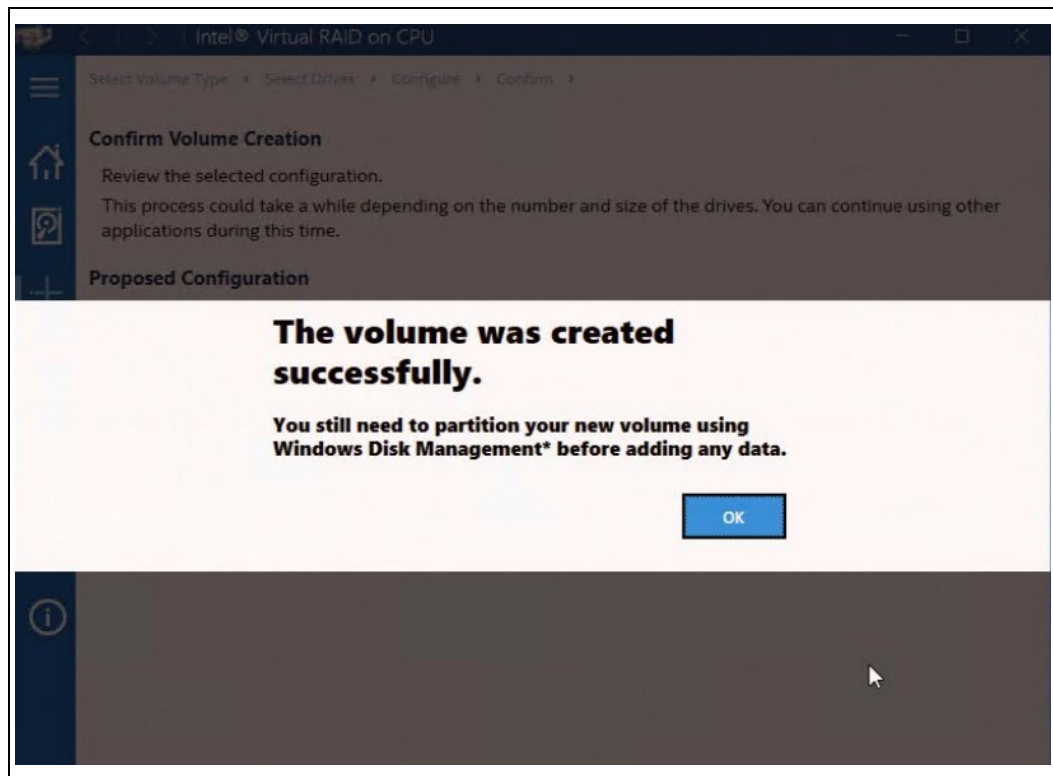 Intel® Virtual RAID on CPU
Select Volume Type Select Drives Configure Confirm
Confirm Volume Creation
Review the selected configuration.
This process could take a while depending on the number and size of the drives. You can continue using other
applications during this time.
Proposed Configuration
The volume was created
successfully.
You still need to partition your new volume using
Windows Disk Management* before adding any data.
OK